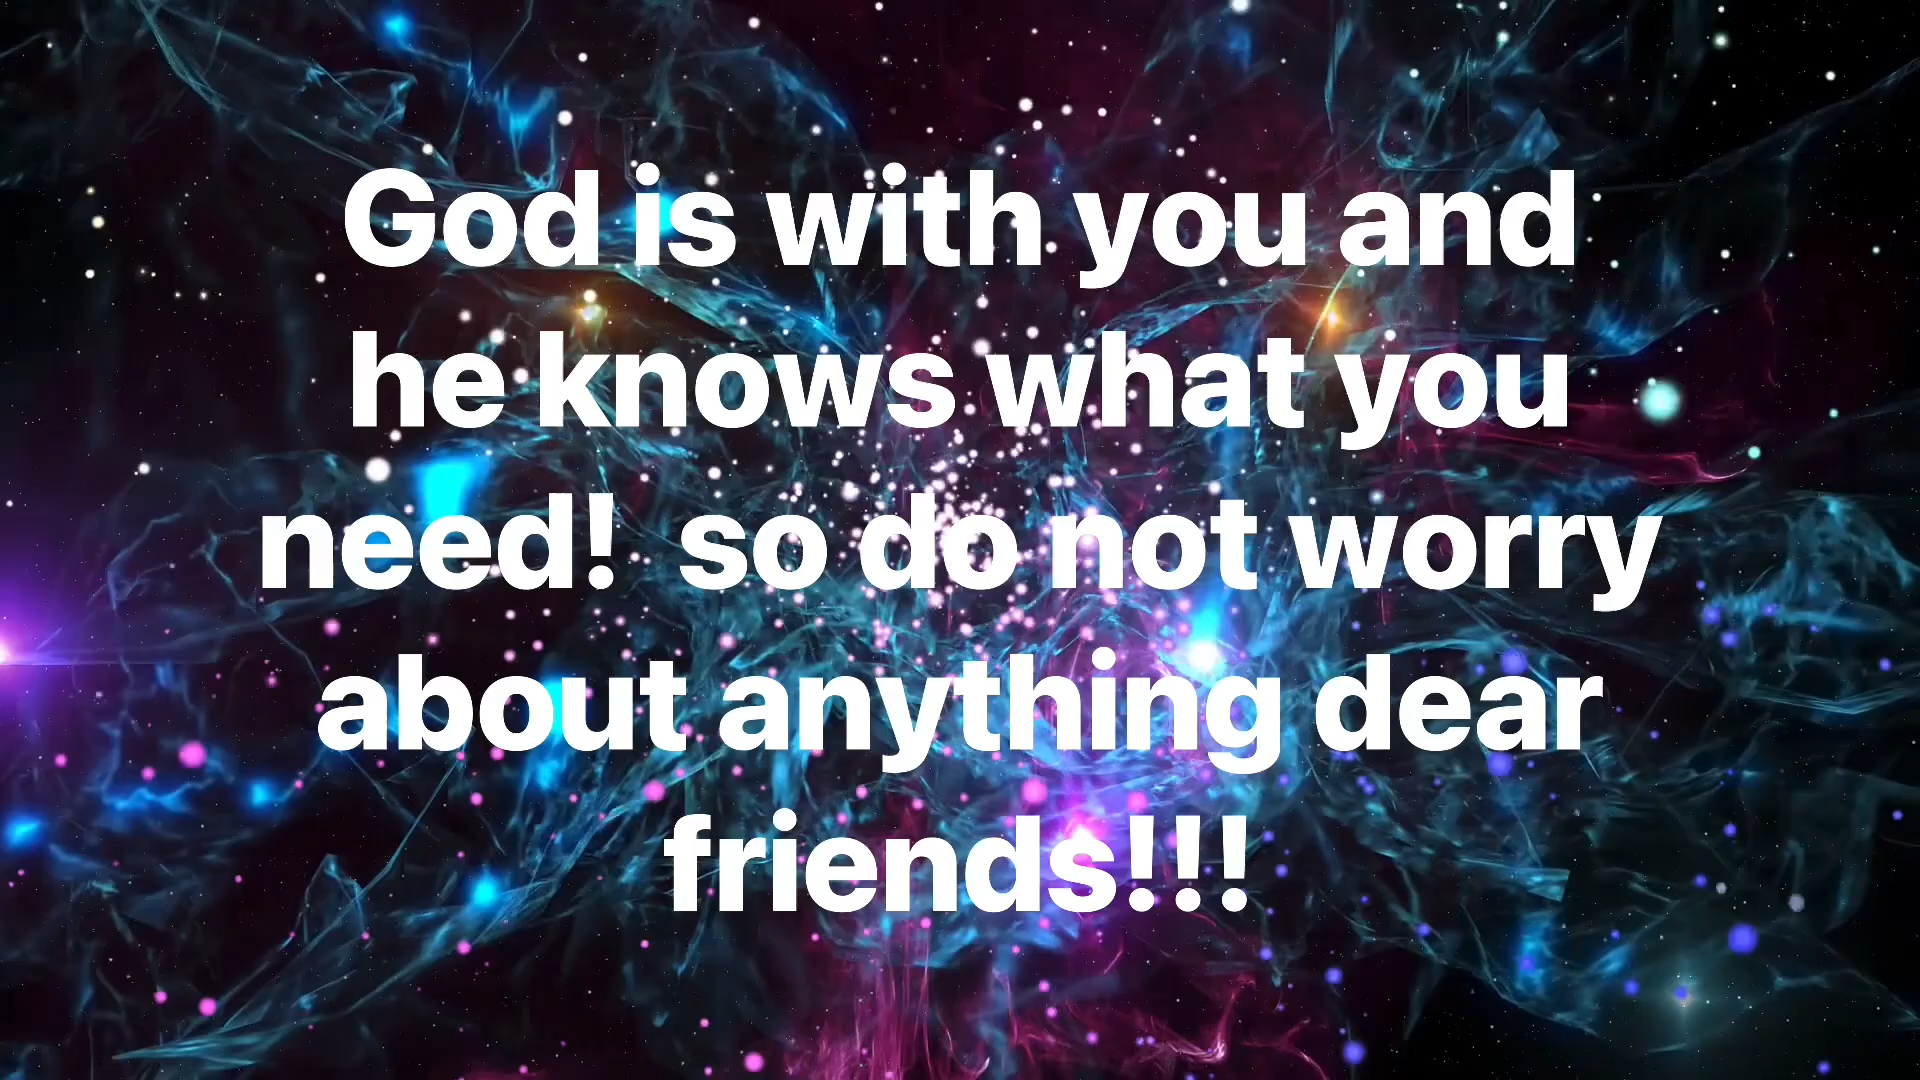 God is with you and
he knows what you
need!  so do not worry
about anything dear
friends!!!